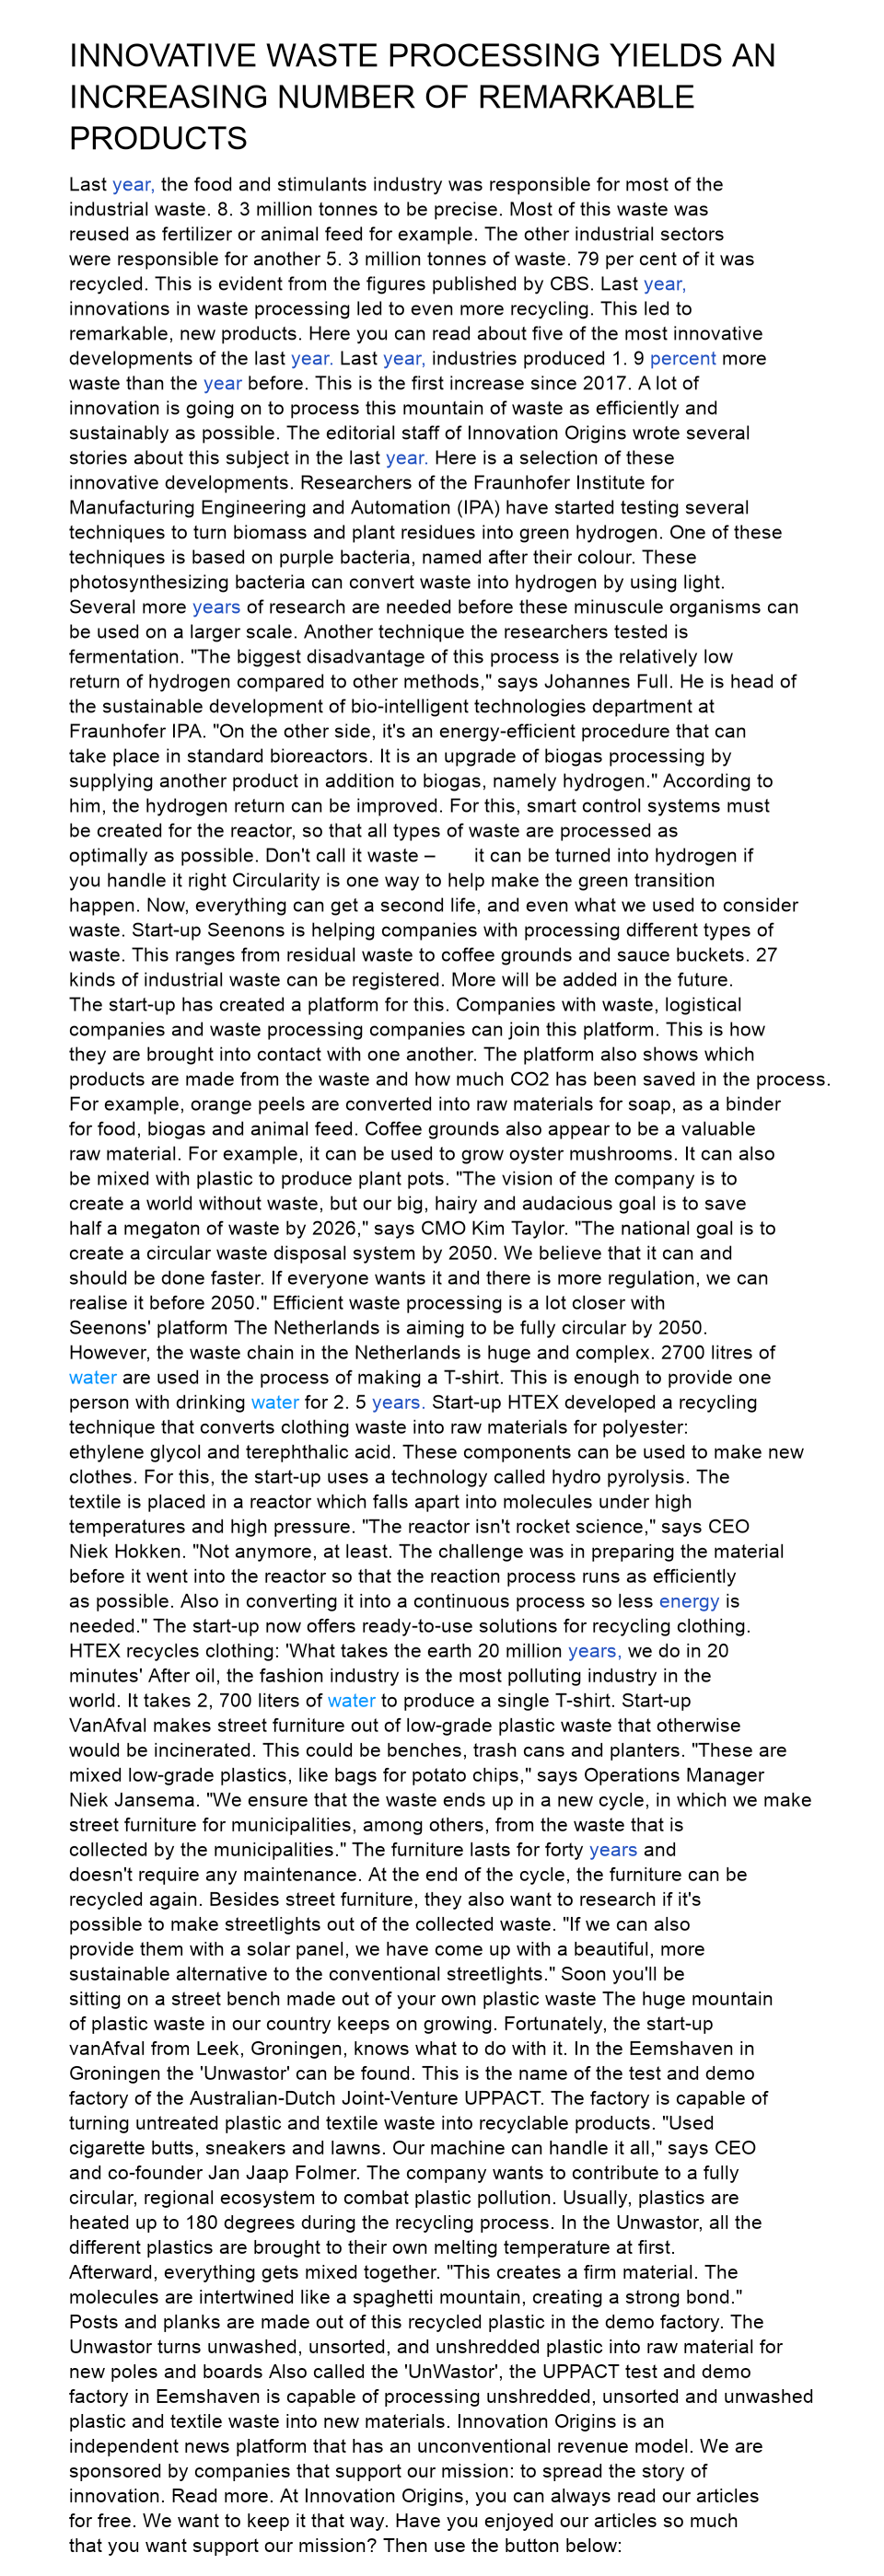 INNOVATIVE WASTE PROCESSING YIELDS AN
INCREASING NUMBER OF REMARKABLE
PRODUCTS
Last year, the food and stimulants industry was responsible for most of the
industrial waste. 8. 3 million tonnes to be precise. Most of this waste was
reused as fertilizer or animal feed for example. The other industrial sectors
were responsible for another 5. 3 million tonnes of waste. 79 per cent of it was
recycled. This is evident from the figures published by CBS. Last year,
innovations in waste processing led to even more recycling. This led to
remarkable, new products. Here you can read about five of the most innovative
developments of the last year. Last year, industries produced 1. 9 percent more
waste than the year before. This is the first increase since 2017. A lot of
innovation is going on to process this mountain of waste as efficiently and
sustainably as possible. The editorial staff of Innovation Origins wrote several
stories about this subject in the last year. Here is a selection of these
innovative developments. Researchers of the Fraunhofer Institute for
Manufacturing Engineering and Automation (IPA) have started testing several
techniques to turn biomass and plant residues into green hydrogen. One of these
techniques is based on purple bacteria, named after their colour. These
photosynthesizing bacteria can convert waste into hydrogen by using light.
Several more years of research are needed before these minuscule organisms can
be used on a larger scale. Another technique the researchers tested is
fermentation. "The biggest disadvantage of this process is the relatively low
return of hydrogen compared to other methods," says Johannes Full. He is head of
the sustainable development of bio-intelligent technologies department at
Fraunhofer IPA. "On the other side, it's an energy-efficient procedure that can
take place in standard bioreactors. It is an upgrade of biogas processing by
supplying another product in addition to biogas, namely hydrogen." According to
him, the hydrogen return can be improved. For this, smart control systems must
be created for the reactor, so that all types of waste are processed as
optimally as possible. Don't call it waste – it can be turned into hydrogen if
you handle it right Circularity is one way to help make the green transition
happen. Now, everything can get a second life, and even what we used to consider
waste. Start-up Seenons is helping companies with processing different types of
waste. This ranges from residual waste to coffee grounds and sauce buckets. 27
kinds of industrial waste can be registered. More will be added in the future.
The start-up has created a platform for this. Companies with waste, logistical
companies and waste processing companies can join this platform. This is how
they are brought into contact with one another. The platform also shows which
products are made from the waste and how much CO2 has been saved in the process.
For example, orange peels are converted into raw materials for soap, as a binder
for food, biogas and animal feed. Coffee grounds also appear to be a valuable
raw material. For example, it can be used to grow oyster mushrooms. It can also
be mixed with plastic to produce plant pots. "The vision of the company is to
create a world without waste, but our big, hairy and audacious goal is to save
half a megaton of waste by 2026," says CMO Kim Taylor. "The national goal is to
create a circular waste disposal system by 2050. We believe that it can and
should be done faster. If everyone wants it and there is more regulation, we can
realise it before 2050." Efficient waste processing is a lot closer with
Seenons' platform The Netherlands is aiming to be fully circular by 2050.
However, the waste chain in the Netherlands is huge and complex. 2700 litres of
water are used in the process of making a T-shirt. This is enough to provide one
person with drinking water for 2. 5 years. Start-up HTEX developed a recycling
technique that converts clothing waste into raw materials for polyester:
ethylene glycol and terephthalic acid. These components can be used to make new
clothes. For this, the start-up uses a technology called hydro pyrolysis. The
textile is placed in a reactor which falls apart into molecules under high
temperatures and high pressure. "The reactor isn't rocket science," says CEO
Niek Hokken. "Not anymore, at least. The challenge was in preparing the material
before it went into the reactor so that the reaction process runs as efficiently
as possible. Also in converting it into a continuous process so less energy is
needed." The start-up now offers ready-to-use solutions for recycling clothing.
HTEX recycles clothing: 'What takes the earth 20 million years, we do in 20
minutes' After oil, the fashion industry is the most polluting industry in the
world. It takes 2, 700 liters of water to produce a single T-shirt. Start-up
VanAfval makes street furniture out of low-grade plastic waste that otherwise
would be incinerated. This could be benches, trash cans and planters. "These are
mixed low-grade plastics, like bags for potato chips," says Operations Manager
Niek Jansema. "We ensure that the waste ends up in a new cycle, in which we make
street furniture for municipalities, among others, from the waste that is
collected by the municipalities." The furniture lasts for forty years and
doesn't require any maintenance. At the end of the cycle, the furniture can be
recycled again. Besides street furniture, they also want to research if it's
possible to make streetlights out of the collected waste. "If we can also
provide them with a solar panel, we have come up with a beautiful, more
sustainable alternative to the conventional streetlights." Soon you'll be
sitting on a street bench made out of your own plastic waste The huge mountain
of plastic waste in our country keeps on growing. Fortunately, the start-up
vanAfval from Leek, Groningen, knows what to do with it. In the Eemshaven in
Groningen the 'Unwastor' can be found. This is the name of the test and demo
factory of the Australian-Dutch Joint-Venture UPPACT. The factory is capable of
turning untreated plastic and textile waste into recyclable products. "Used
cigarette butts, sneakers and lawns. Our machine can handle it all," says CEO
and co-founder Jan Jaap Folmer. The company wants to contribute to a fully
circular, regional ecosystem to combat plastic pollution. Usually, plastics are
heated up to 180 degrees during the recycling process. In the Unwastor, all the
different plastics are brought to their own melting temperature at first.
Afterward, everything gets mixed together. "This creates a firm material. The
molecules are intertwined like a spaghetti mountain, creating a strong bond."
Posts and planks are made out of this recycled plastic in the demo factory. The
Unwastor turns unwashed, unsorted, and unshredded plastic into raw material for
new poles and boards Also called the 'UnWastor', the UPPACT test and demo
factory in Eemshaven is capable of processing unshredded, unsorted and unwashed
plastic and textile waste into new materials. Innovation Origins is an
independent news platform that has an unconventional revenue model. We are
sponsored by companies that support our mission: to spread the story of
innovation. Read more. At Innovation Origins, you can always read our articles
for free. We want to keep it that way. Have you enjoyed our articles so much
that you want support our mission? Then use the button below: